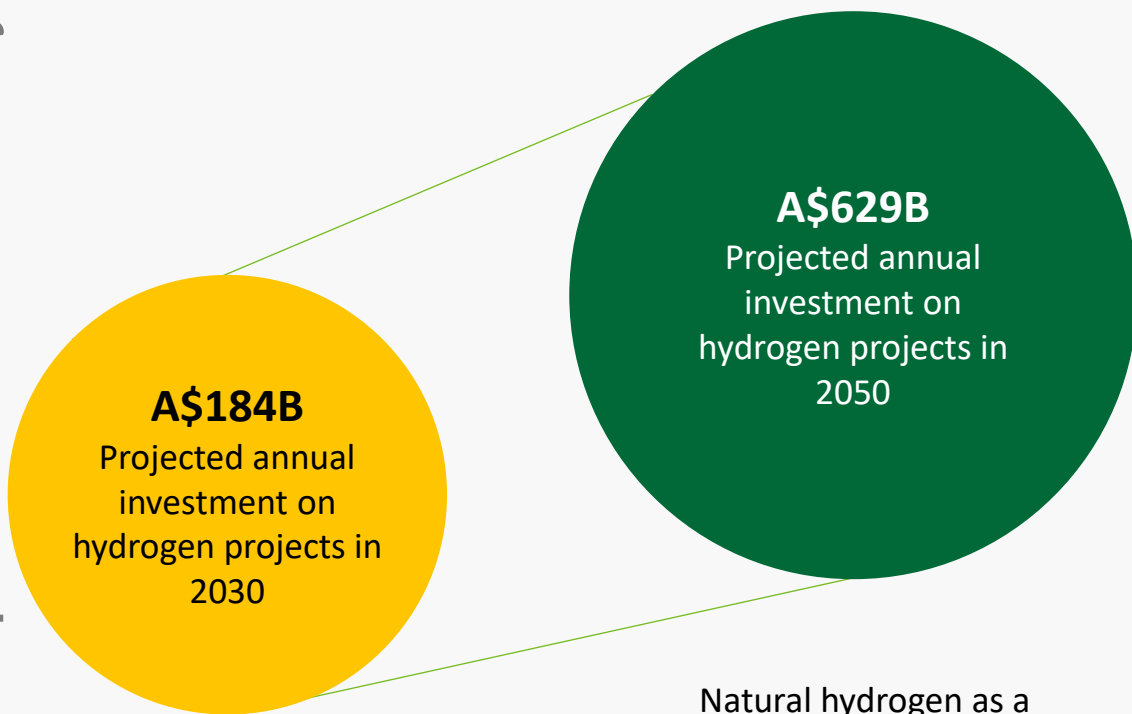 A$629B
Projected annual
investment on
hydrogen projects in
2050
A$184B
Projected annual
investment on
hydrogen projects in
2030
Natural hydrogen as a